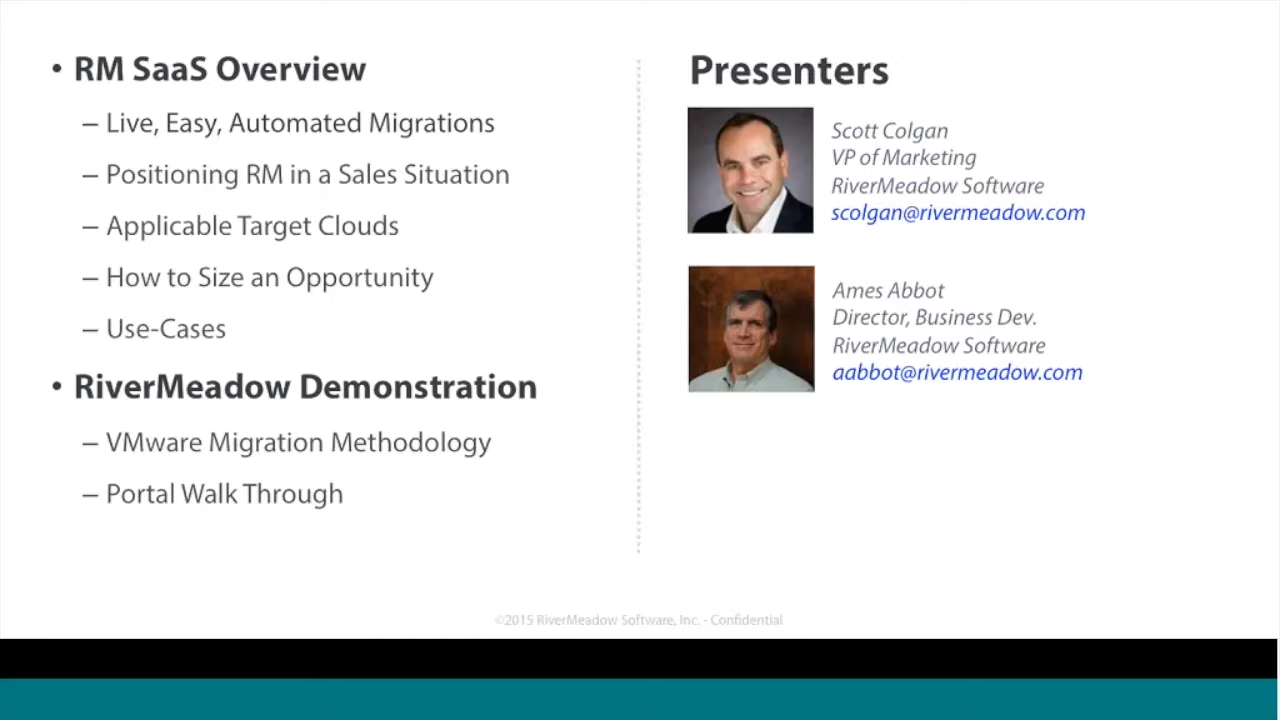 • RM SaaS Overview
– Live, Easy, Automated Migrations
– Positioning RM in a Sales Situation
– Applicable Target Clouds
– How to Size an Opportunity
– Use-Cases
• RiverMeadow Demonstration
– VMware Migration Methodology
– Portal Walk Through
Presenters
Scott Colgan
VP of Marketing
RiverMeadow Software
scolgan@rivermeadow.com
Ames Abbot
Director, Business Dev.
RiverMeadow Software
aabbot@rivermeadow.com
©2015 RiverMeadow Software, Inc. - Confidential